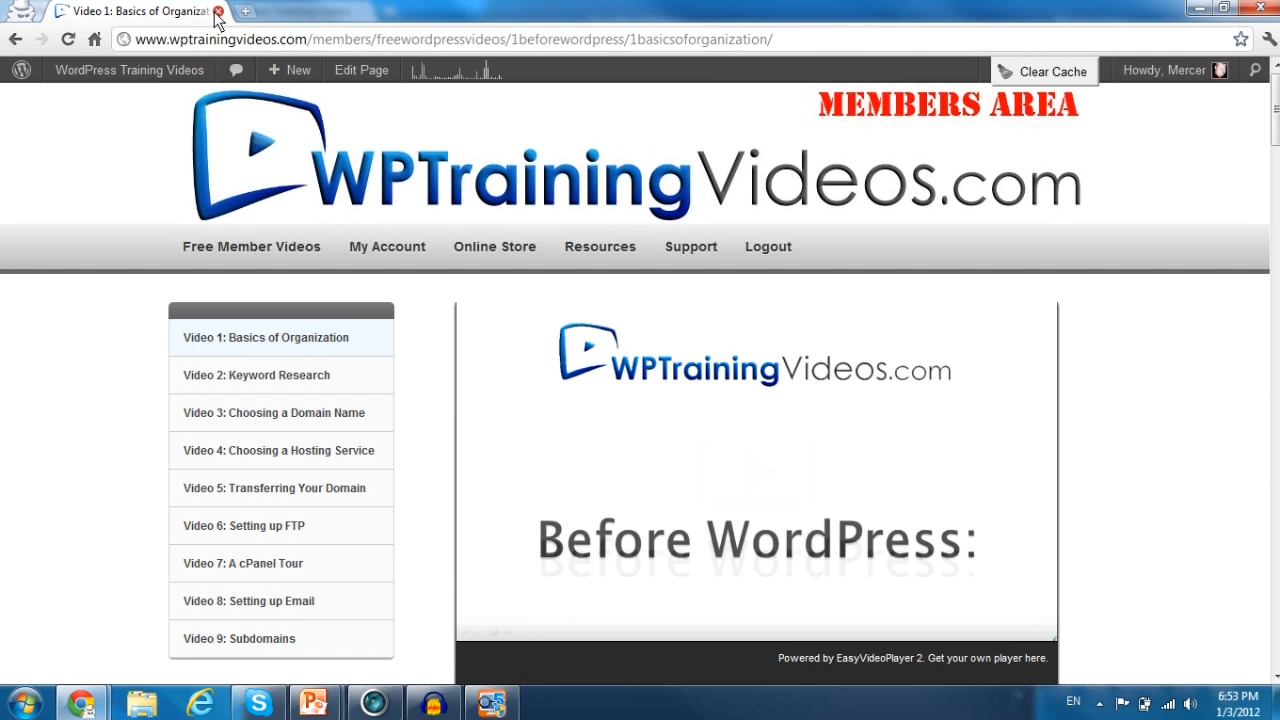 Video 1: Basics of Organizat
www.wptrainingvideos.com/members/freewordpressvideos/1beforewordpress/1basicsoforganization/
WordPress Training Videos + New Edit Page Clear Cache Howdy, Mercer
MEMBERS AREA
WPTrainingVideos.com
Free Member Videos My Account Online Store Resources Support Logout
Video 1: Basics of Organization
Video 2: Keyword Research
Video 3: Choosing a Domain Name
Video 4: Choosing a Hosting Service
Video 5: Transferring Your Domain
Video 6: Setting up FTP
Video 7: A cPanel Tour
Video 8: Setting up Email
Video 9: Subdomains
WPTrainingVideos.com
Before WordPress:
Powered by EasyVideoPlayer 2. Get your own player here.
EN
6:53 PM
1/3/2012